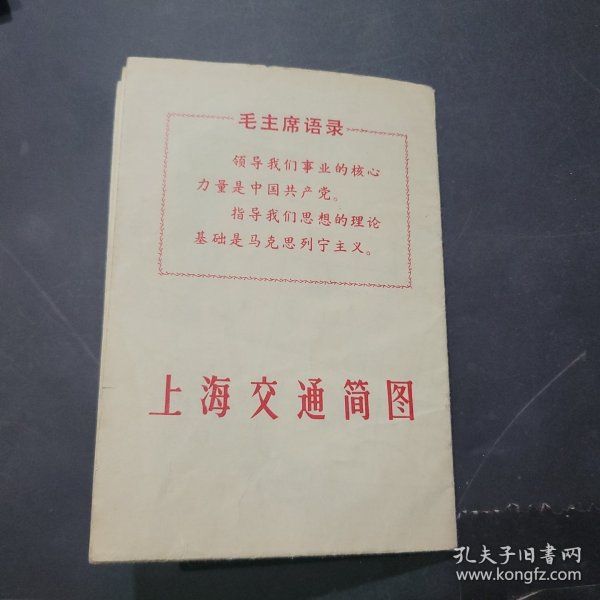 毛主席语录
领导我们事业的核心
力量是中国共产党。
指导我们思想的理论
基础是马克思列宁主义。
上海交通简图
孔夫子旧書网
www.kongfz.com